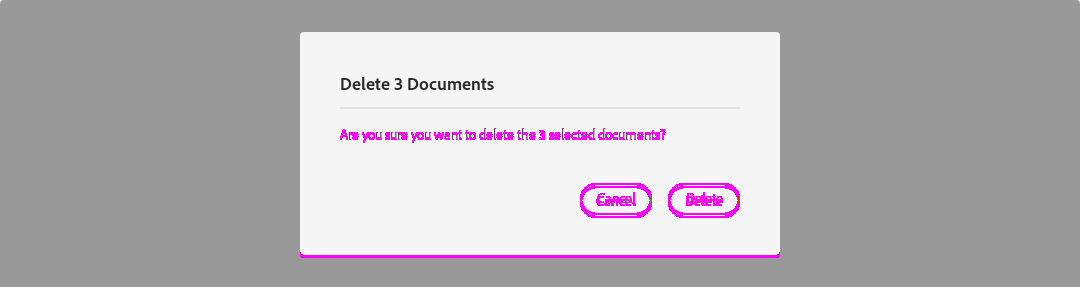 Delete 3 Documents
Are you sure you want to delete the 3 selected documents?
Cancel
Delete